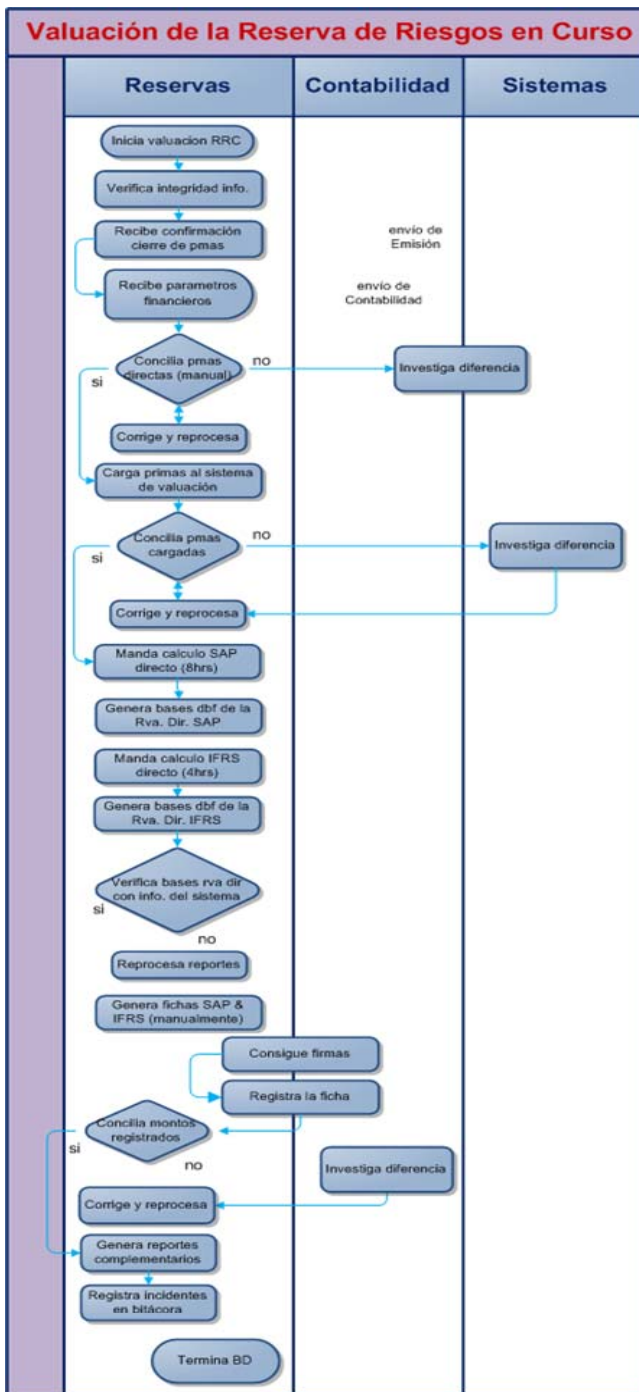 Valuación de la Reserva de Riesgos en Curso
Reservas
Contabilidad
Sistemas
Inicia valuacion RRC
Verifica integridad info.
Recibe confirmación
cierre de pmas
envío de
Emisión
Recibe parametros
financieros
envío de
Contabilidad
Concilia pmas
directas (manual)
no
si
Investiga diferencia
Corrige y reprocesa
Carga primas al sistema
de valuación
Concilia pmas
cargadas
no
si
Investiga diferencia
Corrige y reprocesa
Manda calculo SAP
directo (8hrs)
Genera bases dbf de la
Rva. Dir. SAP
Manda calculo IFRS
directo (4hrs)
Genera bases dbf de la
Rva. Dir. IFRS
Verifica bases rva dir
con info. del sistema
si
no
Reprocesa reportes
Genera fichas SAP &
IFRS (manualmente)
Consigue firmas
Registra la ficha
Concilia montos
registrados
si
no
Investiga diferencia
Corrige y reprocesa
Genera reportes
complementarios
Registra incidentes
en bitácora
Termina BD